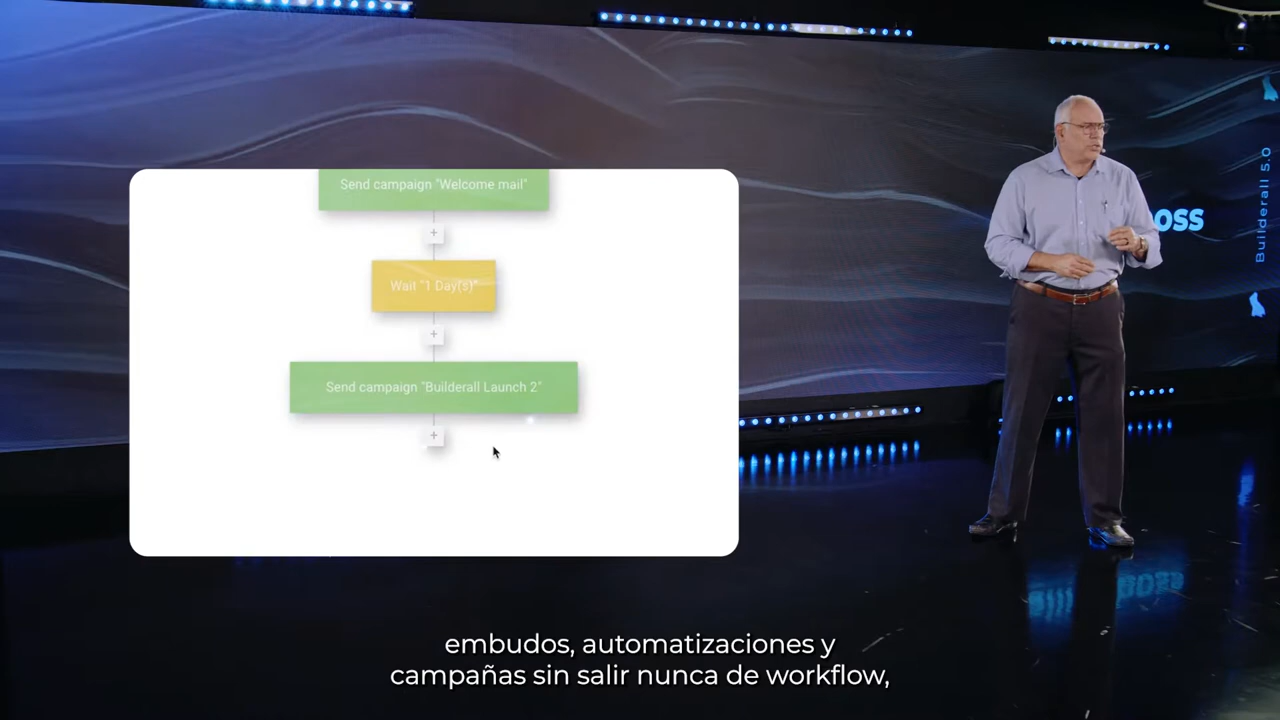 Send campaign "Welcome mail"
+
Wait "1 Day(s)"
+
Send campaign "Builderall Launch 2"
+
OSS
Builderall 5.0
BOSS
embudos, automatizaciones y
campañas sin salir nunca de workflow,